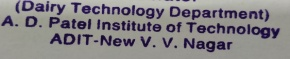 (Dairy Technology Department)
A. D. Patel Institute of Technology
ADIT-New V. V. Nagar